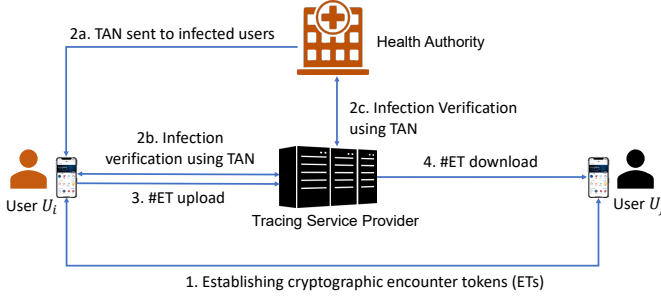 2a. TAN sent to infected users
Health Authority
2c. Infection Verification
using TAN
2b. Infection
verification using TAN
4. #ET download
3. #ET upload
User U_i
Tracing Service Provider
User U_j
1. Establishing cryptographic encounter tokens (ETs)